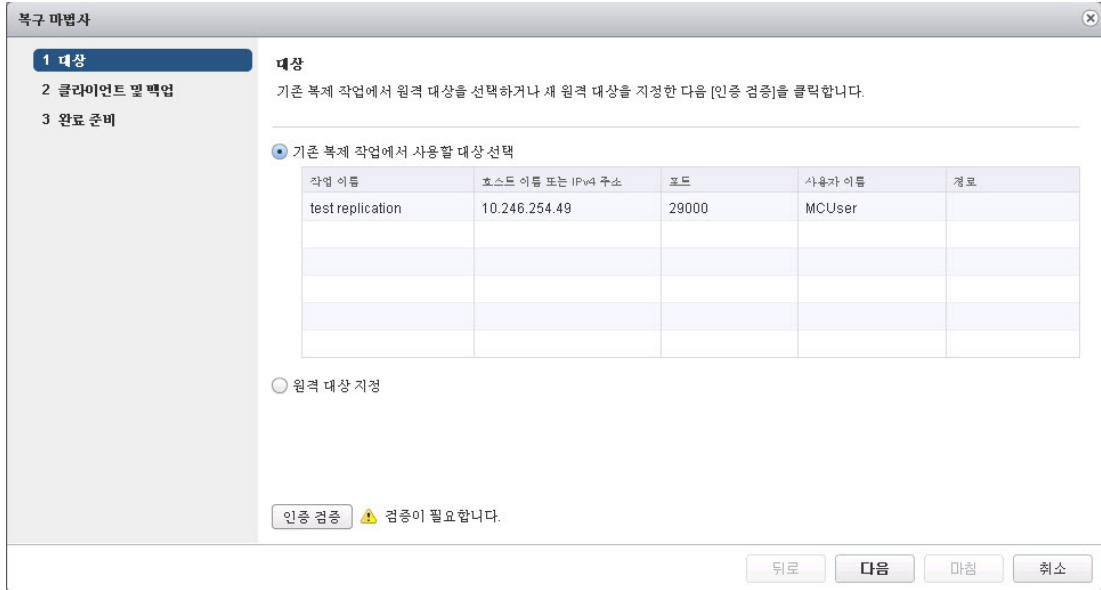 복구 마법사
1 대상
2 클라이언트 및 백업
3 완료 준비
대상
기존 복제 작업에서 원격 대상을 선택하거나 새 원격 대상을 지정한 다음 [인증 검증]을 클릭합니다.
기존 복제 작업에서 사용할 대상 선택
작업 이름 호스트 이름 또는 IPv4 주소 포트 사용자 이름 경로
test replication 10.246.254.49 29000 MCUser
원격 대상 지정
인증 검증 검증이 필요합니다.
뒤로 다음 마침 취소